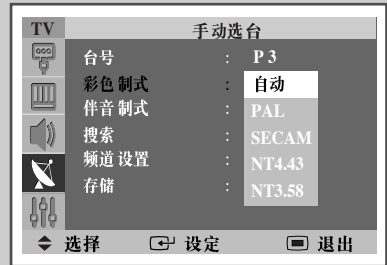 TV 手动选台
台号 : P 3
彩色制式 : 自动
伴音制式 : PAL
搜索 : SECAM
频道设置 : NT4.43
存储 : NT3.58
选择 设定 退出